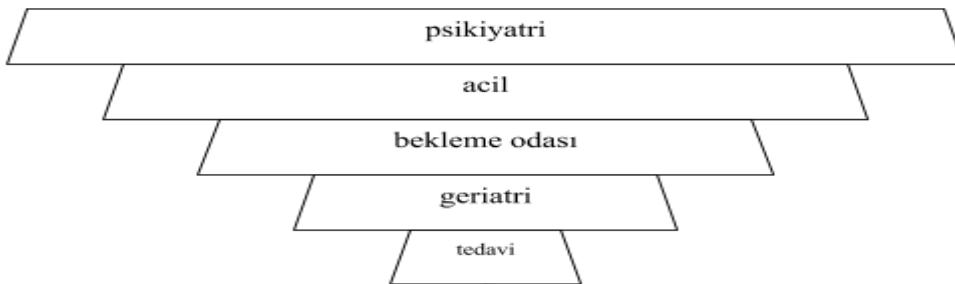 psikiyatri
acil
bekleme odası
geriatri
tedavi